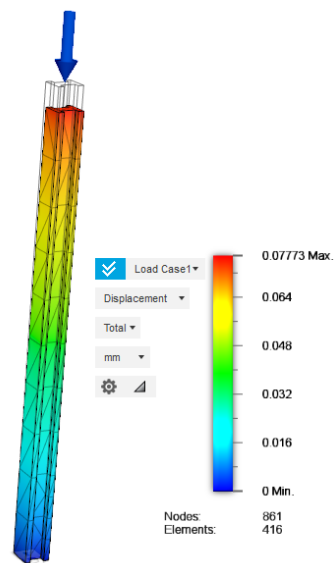 Load Case1
Displacement
Total
mm
0.07773 Max.
0.064
0.048
0.032
0.016
0 Min.
Nodes: 861
Elements: 416